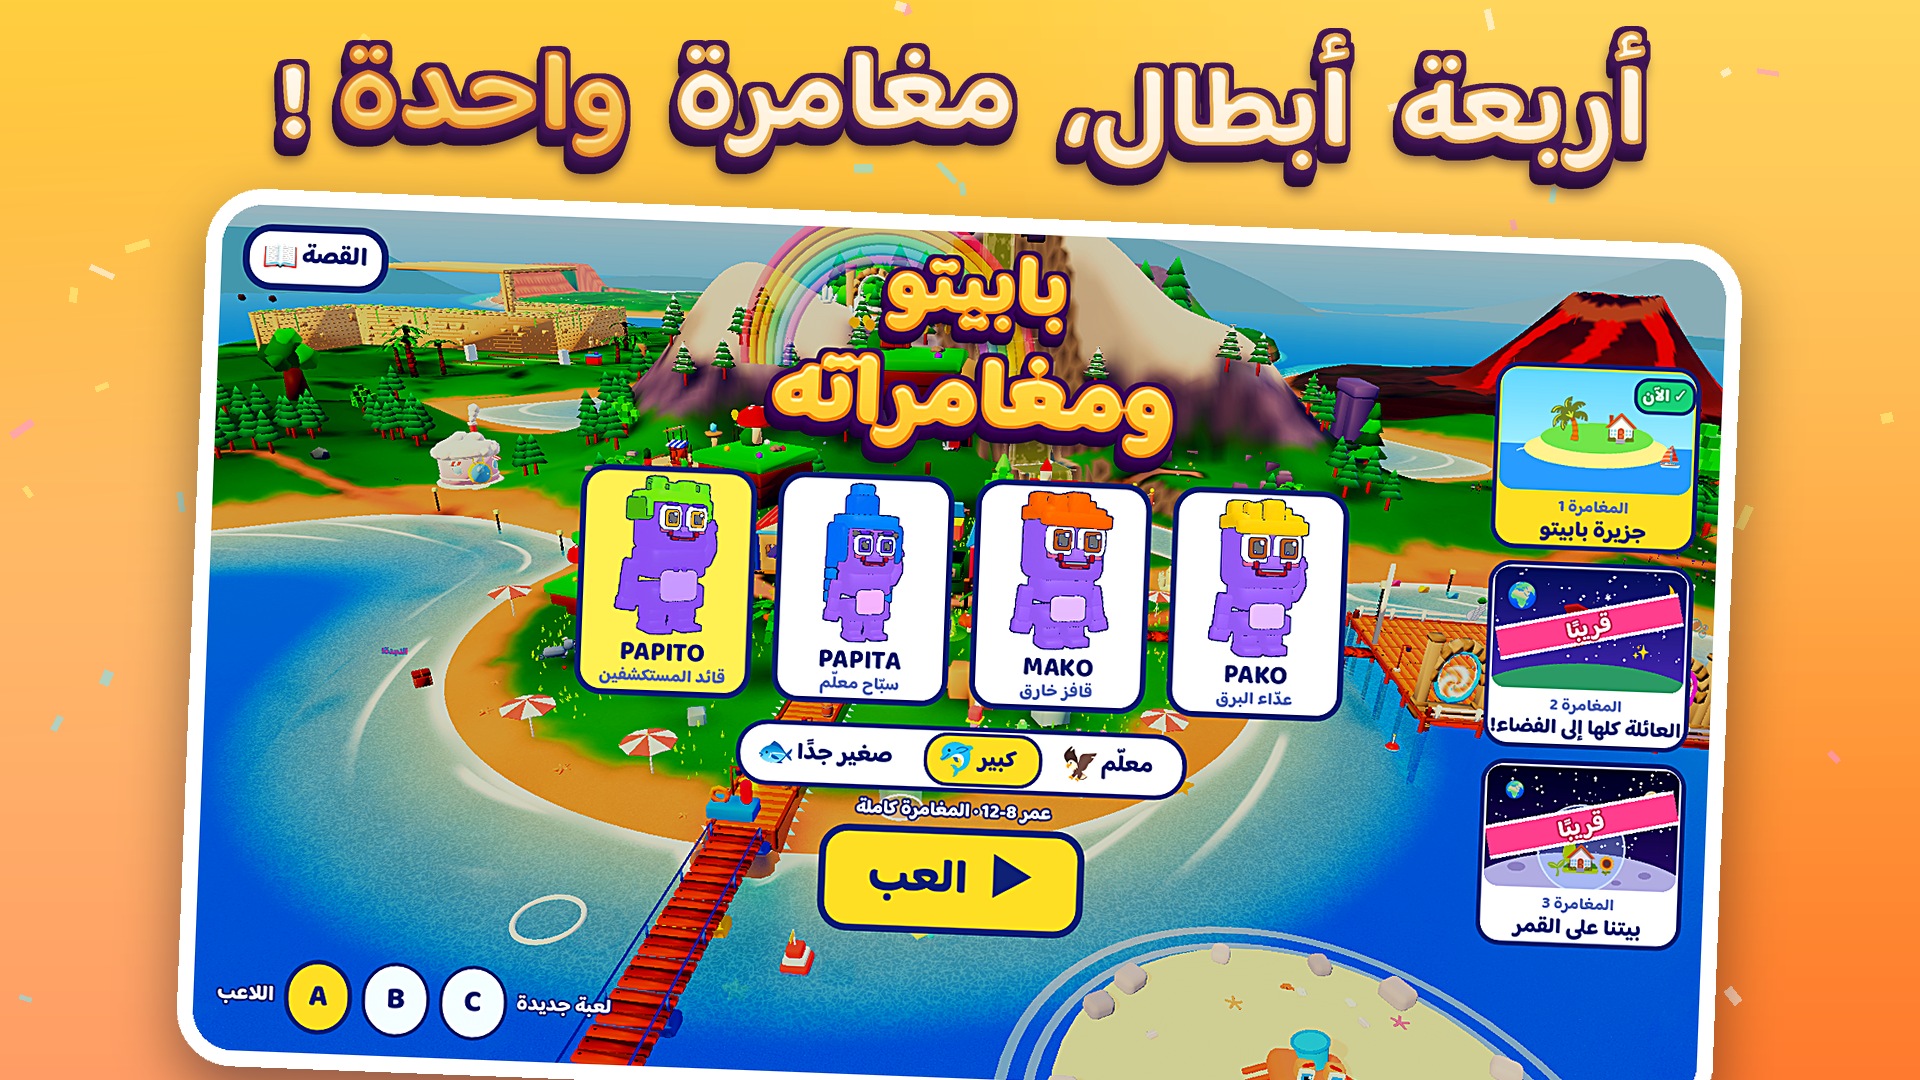 أربعة أبطال، مغامرة واحدة !
القصة
بابيتو
ومغامراته
PAPITO
قائد المستكشفين
PAPITA
سبّاح معلّم
MAKO
قافز خارق
PAKO
عدّاء البرق
✓ الآن
المغامرة 1
جزيرة بابيتو
قريبًا
المغامرة 2
العائلة كلها إلى الفضاء!
قريبًا
المغامرة 3
بيتنا على القمر
صغير جدًا
كبير
معلّم
عمر 8-12 · المغامرة كاملة
العب
اللاعب
A
B
C
لعبة جديدة